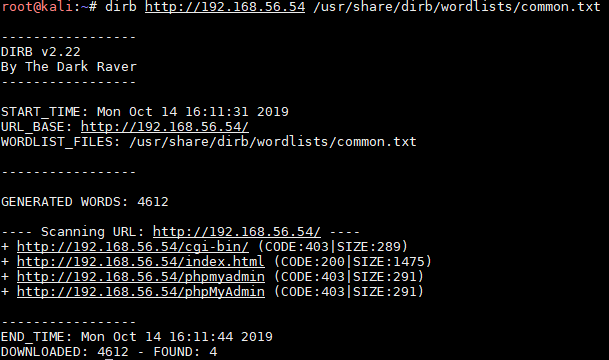 root@kali:~# dirb http://192.168.56.54 /usr/share/dirb/wordlists/common.txt
-----------------
DIRB v2.22
By The Dark Raver
-----------------
START_TIME: Mon Oct 14 16:11:31 2019
URL_BASE: http://192.168.56.54/
WORDLIST_FILES: /usr/share/dirb/wordlists/common.txt
-----------------
GENERATED WORDS: 4612
---- Scanning URL: http://192.168.56.54/ ----
+ http://192.168.56.54/cgi-bin/ (CODE:403|SIZE:289)
+ http://192.168.56.54/index.html (CODE:200|SIZE:1475)
+ http://192.168.56.54/phpmyadmin (CODE:403|SIZE:291)
+ http://192.168.56.54/phpMyAdmin (CODE:403|SIZE:291)
-----------------
END_TIME: Mon Oct 14 16:11:44 2019
DOWNLOADED: 4612 - FOUND: 4